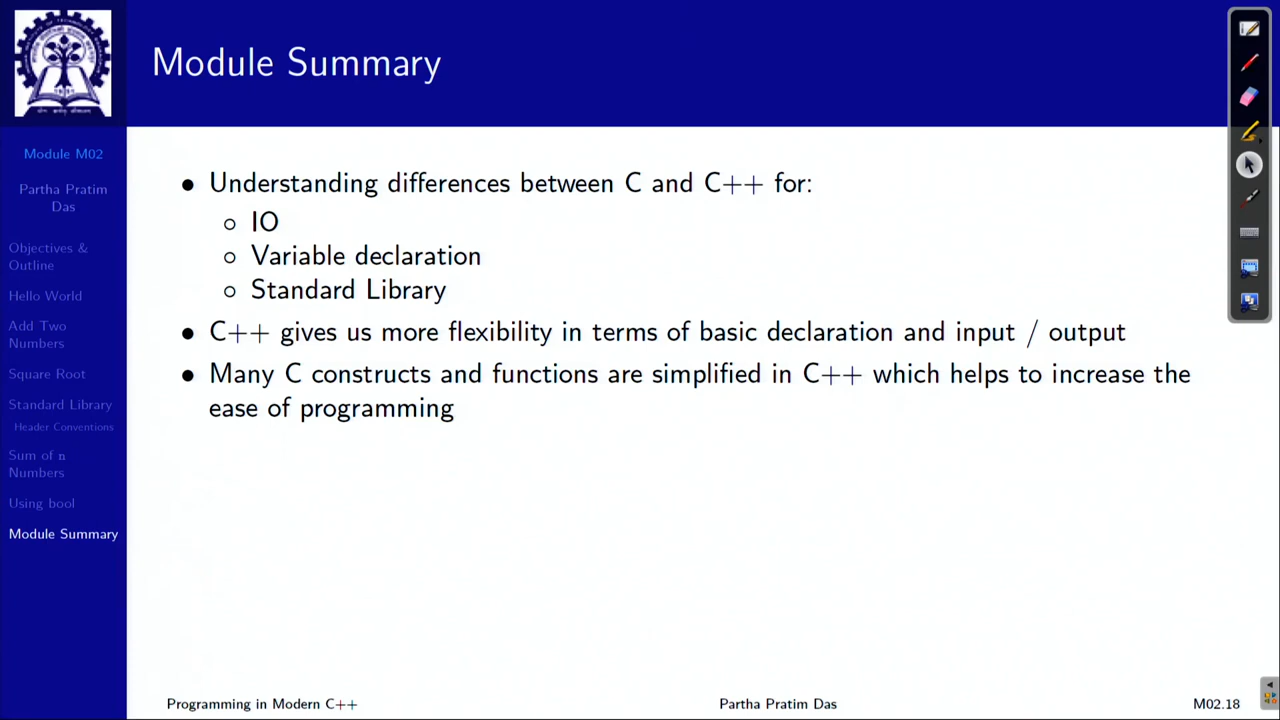 Module Summary
Module M02
Partha Pratim
Das
Objectives &
Outline
Hello World
Add Two
Numbers
Square Root
Standard Library
Header Conventions
Sum of n
Numbers
Using bool
Module Summary
• Understanding differences between C and C++ for:
◦ IO
◦ Variable declaration
◦ Standard Library
• C++ gives us more flexibility in terms of basic declaration and input / output
• Many C constructs and functions are simplified in C++ which helps to increase the
ease of programming
Programming in Modern C++
Partha Pratim Das
M02.18